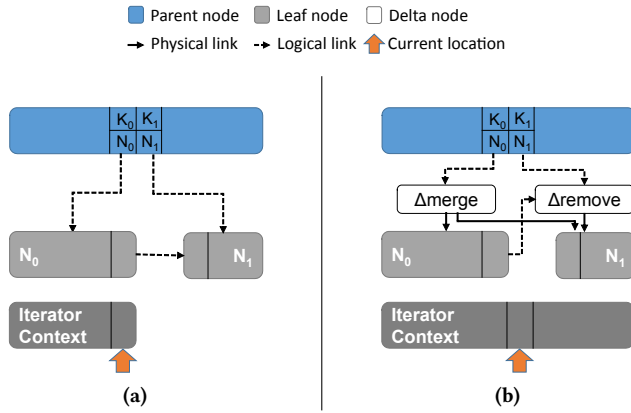 Parent node Leaf node Delta node
Physical link Logical link Current location
K₀ K₁
N₀ N₁
N₀ N₁
Iterator
Context
(a)
K₀ K₁
N₀ N₁
Δmerge Δremove
N₀ N₁
Iterator
Context
(b)